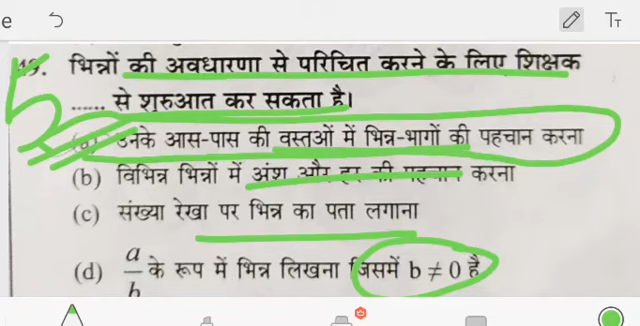 e
49. भिन्नों की अवधारणा से परिचित करने के लिए शिक्षक
...... से शुरुआत कर सकता है।
(a) उनके आस-पास की वस्तुओं में भिन्न-भागों की पहचान करना
(b) विभिन्न भिन्नों में अंश और हर की पहचान करना
(c) संख्या रेखा पर भिन्न का पता लगाना
(d) a/b के रूप में भिन्न लिखना जिसमें b ≠ 0 है